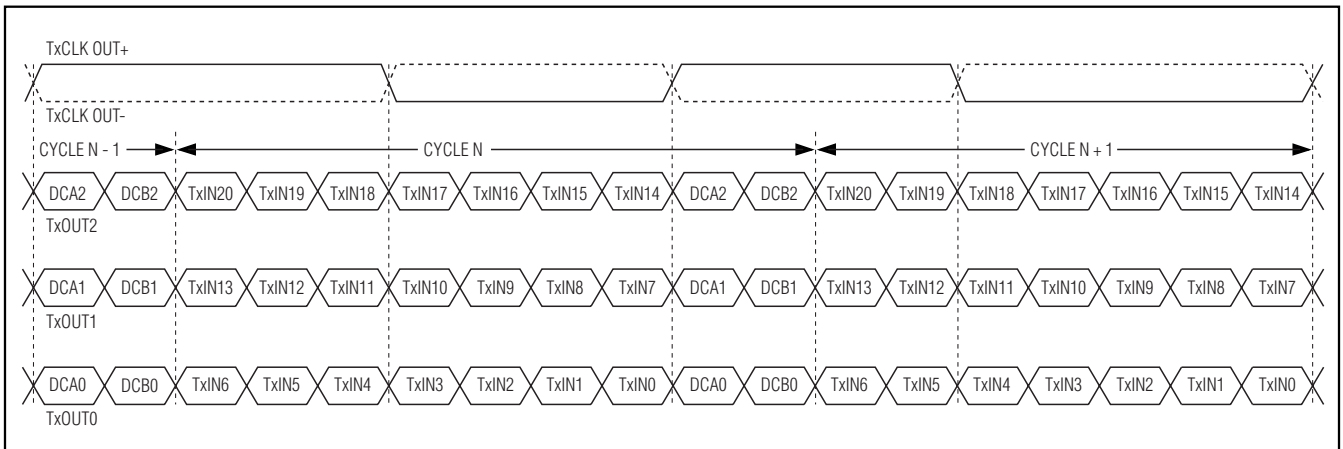 TxCLK OUT+
TxCLK OUT-
CYCLE N - 1 CYCLE N CYCLE N + 1
DCA2 DCB2 TxIN20 TxIN19 TxIN18 TxIN17 TxIN16 TxIN15 TxIN14 DCA2 DCB2 TxIN20 TxIN19 TxIN18 TxIN17 TxIN16 TxIN15 TxIN14
TxOUT2
DCA1 DCB1 TxIN13 TxIN12 TxIN11 TxIN10 TxIN9 TxIN8 TxIN7 DCA1 DCB1 TxIN13 TxIN12 TxIN11 TxIN10 TxIN9 TxIN8 TxIN7
TxOUT1
DCA0 DCB0 TxIN6 TxIN5 TxIN4 TxIN3 TxIN2 TxIN1 TxIN0 DCA0 DCB0 TxIN6 TxIN5 TxIN4 TxIN3 TxIN2 TxIN1 TxIN0
TxOUT0